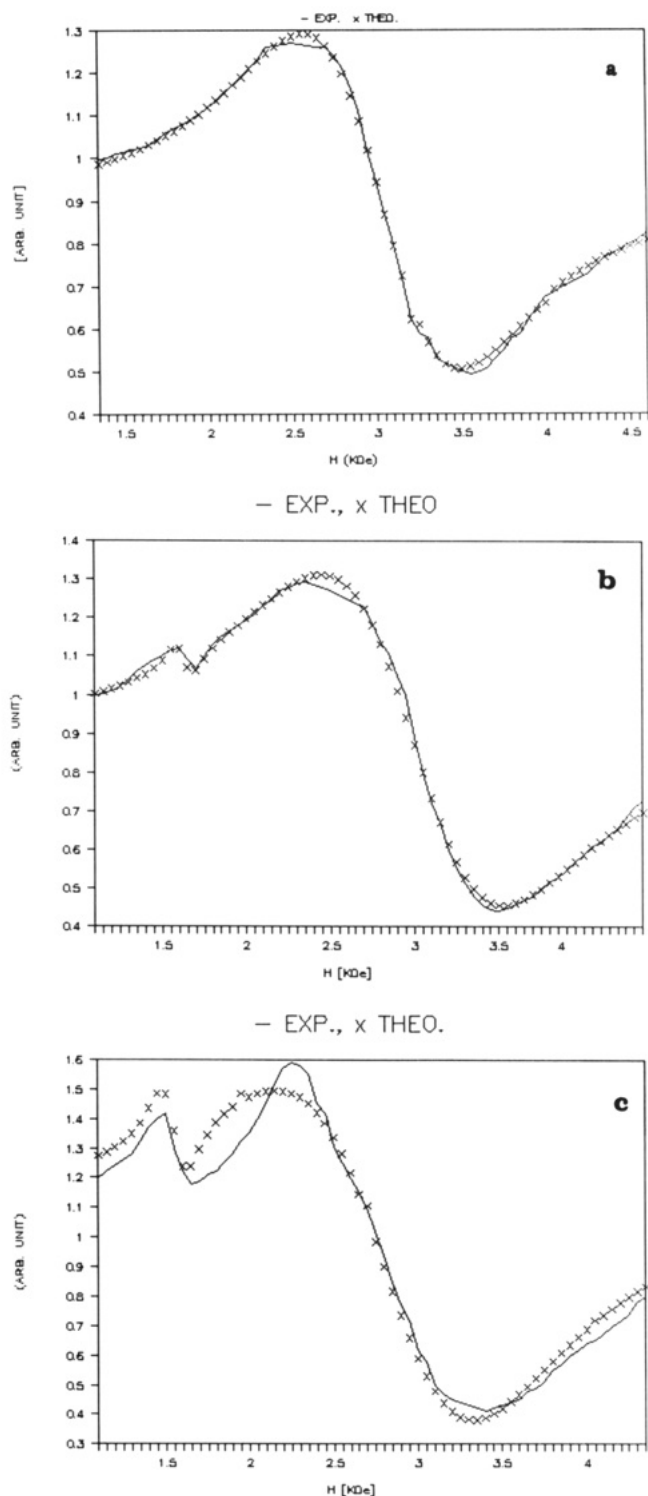 – EXP. x THEO.
1.3
1.2
1.1
1
0.9
0.8
0.7
0.6
0.5
0.4
[ARB. UNIT]
a
1.5 2 2.5 3 3.5 4 4.5
H (KOe)
– EXP., x THEO
1.4
1.3
1.2
1.1
1
0.9
0.8
0.7
0.6
0.5
0.4
(ARB. UNIT)
b
1.5 2 2.5 3 3.5 4
H [KOe]
– EXP., x THEO.
1.6
1.5
1.4
1.3
1.2
1.1
1
0.9
0.8
0.7
0.6
0.5
0.4
0.3
(ARB. UNIT)
c
1.5 2 2.5 3 3.5 4
H [KOe]